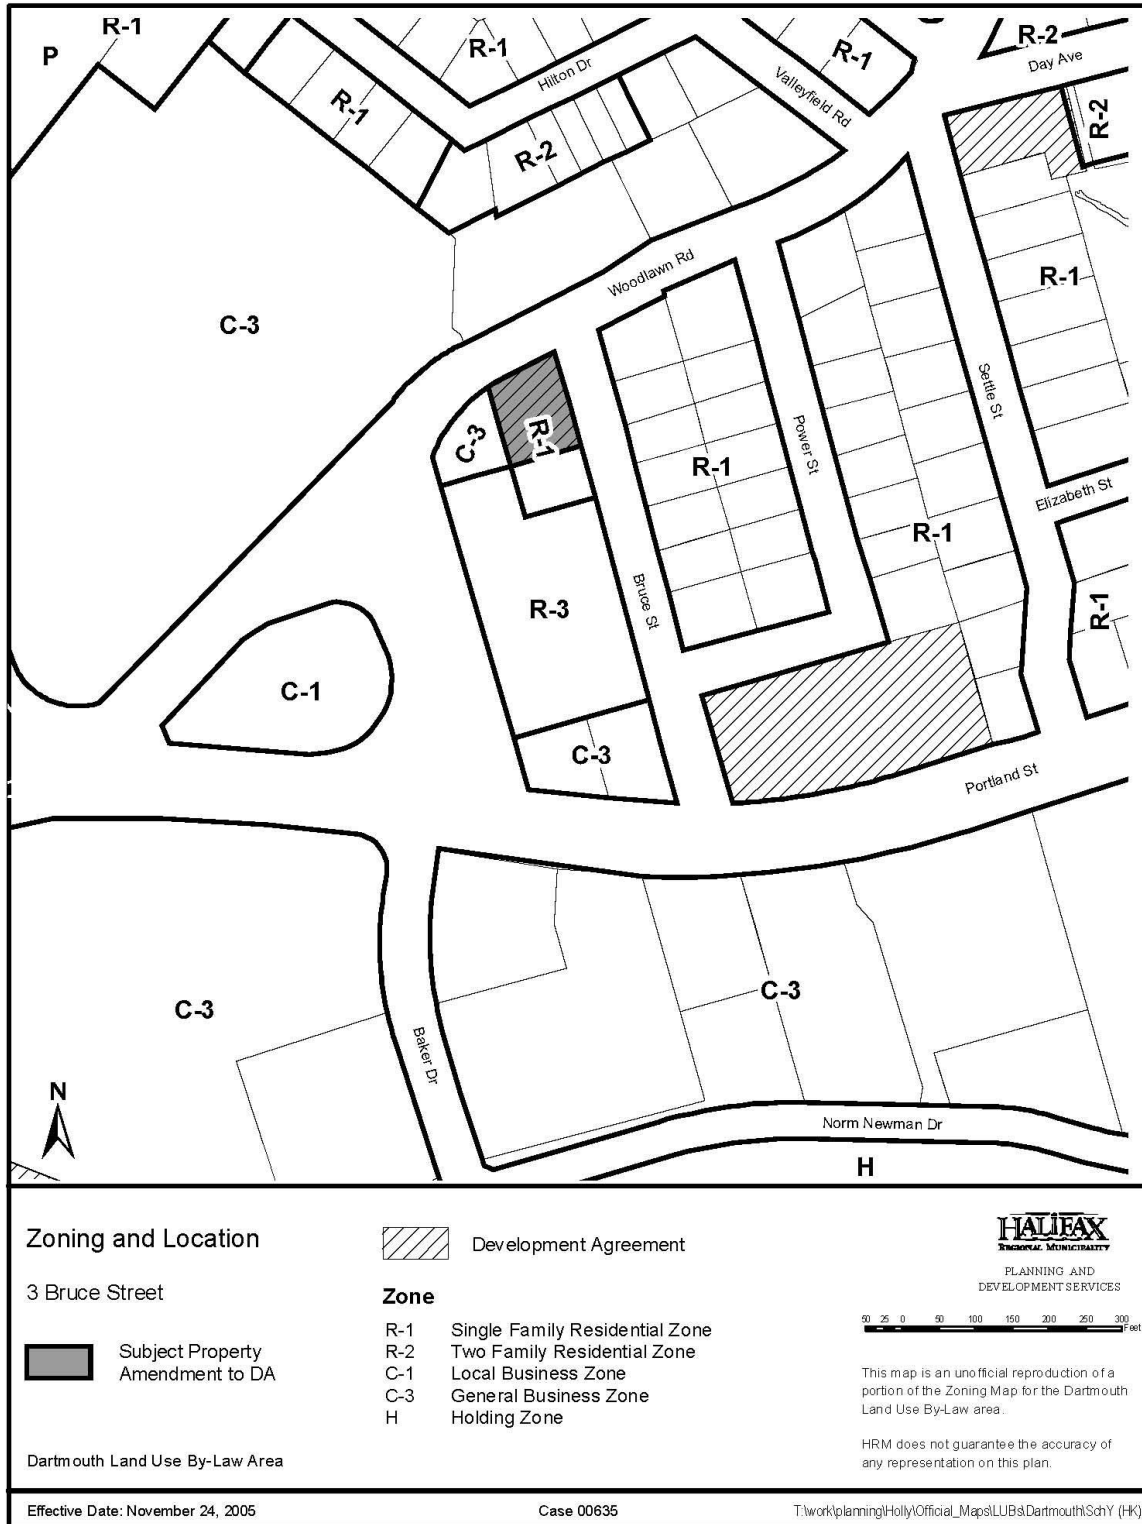 R-1
P
R-1
Hilton Dr
R-1
R-2
Day Ave
Valleyfield Rd
R-1
R-2
R-2
C-3
Woodlawn Rd
R-1
Settle St
C-3
R-1
R-1
Power St
R-1
Elizabeth St
Bruce St
R-3
R-1
C-1
C-3
Portland St
C-3
C-3
Baker Dr
N
Norm Newman Dr
H
Zoning and Location
3 Bruce Street
Subject Property
Amendment to DA
Dartmouth Land Use By-Law Area
Development Agreement
Zone
R-1 Single Family Residential Zone
R-2 Two Family Residential Zone
C-1 Local Business Zone
C-3 General Business Zone
H Holding Zone
HALIFAX
REGIONAL MUNICIPALITY
PLANNING AND
DEVELOPMENT SERVICES
50 25 0 50 100 150 200 250 300
Feet
This map is an unofficial reproduction of a
portion of the Zoning Map for the Dartmouth
Land Use By-Law area.
HRM does not guarantee the accuracy of
any representation on this plan.
Effective Date: November 24, 2005
Case 00635
T:\work\planning\Holly\Official_Maps\LUBs\Dartmouth\SchY (HK)